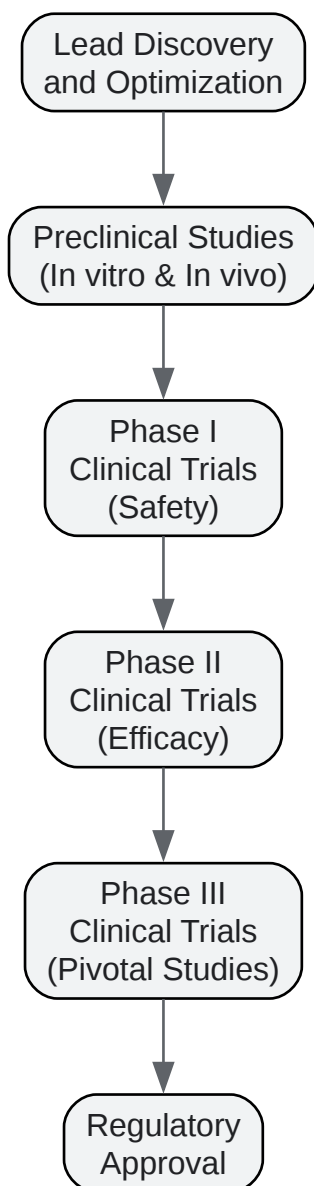 Lead Discovery
and Optimization
Preclinical Studies
(In vitro & In vivo)
Phase I
Clinical Trials
(Safety)
Phase II
Clinical Trials
(Efficacy)
Phase III
Clinical Trials
(Pivotal Studies)
Regulatory
Approval